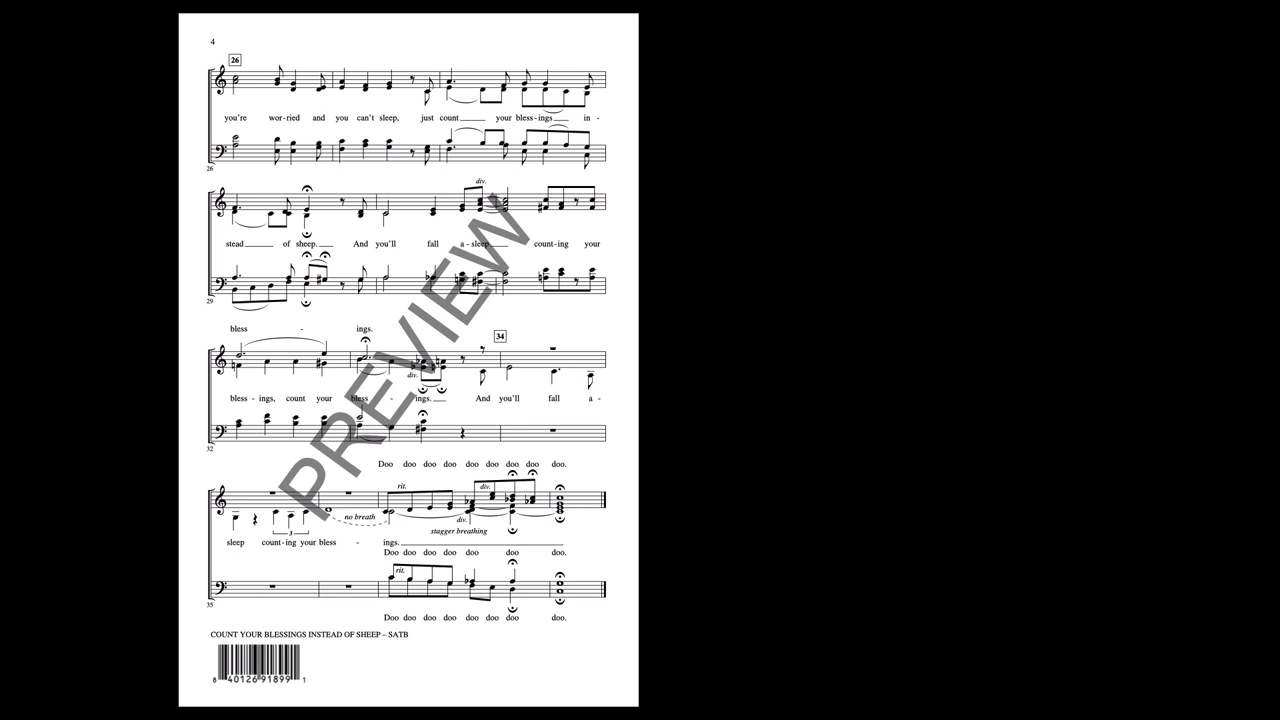 4
26
you're wor-ried and you can't sleep, just count your bless-ings in-
26
div.
stead of sheep. And you'll fall a-sleep count-ing your
29
bless - ings.
34
div.
bless-ings, count your bless - ings. And you'll fall a-
32
Doo doo doo doo doo doo doo doo doo.
rit. div.
no breath
3
div.
stagger breathing
sleep count-ing your bless - ings.
Doo doo doo doo doo doo doo.
rit.
35
Doo doo doo doo doo doo doo.
COUNT YOUR BLESSINGS INSTEAD OF SHEEP – SATB
8 40126 91899 1
PREVIEW